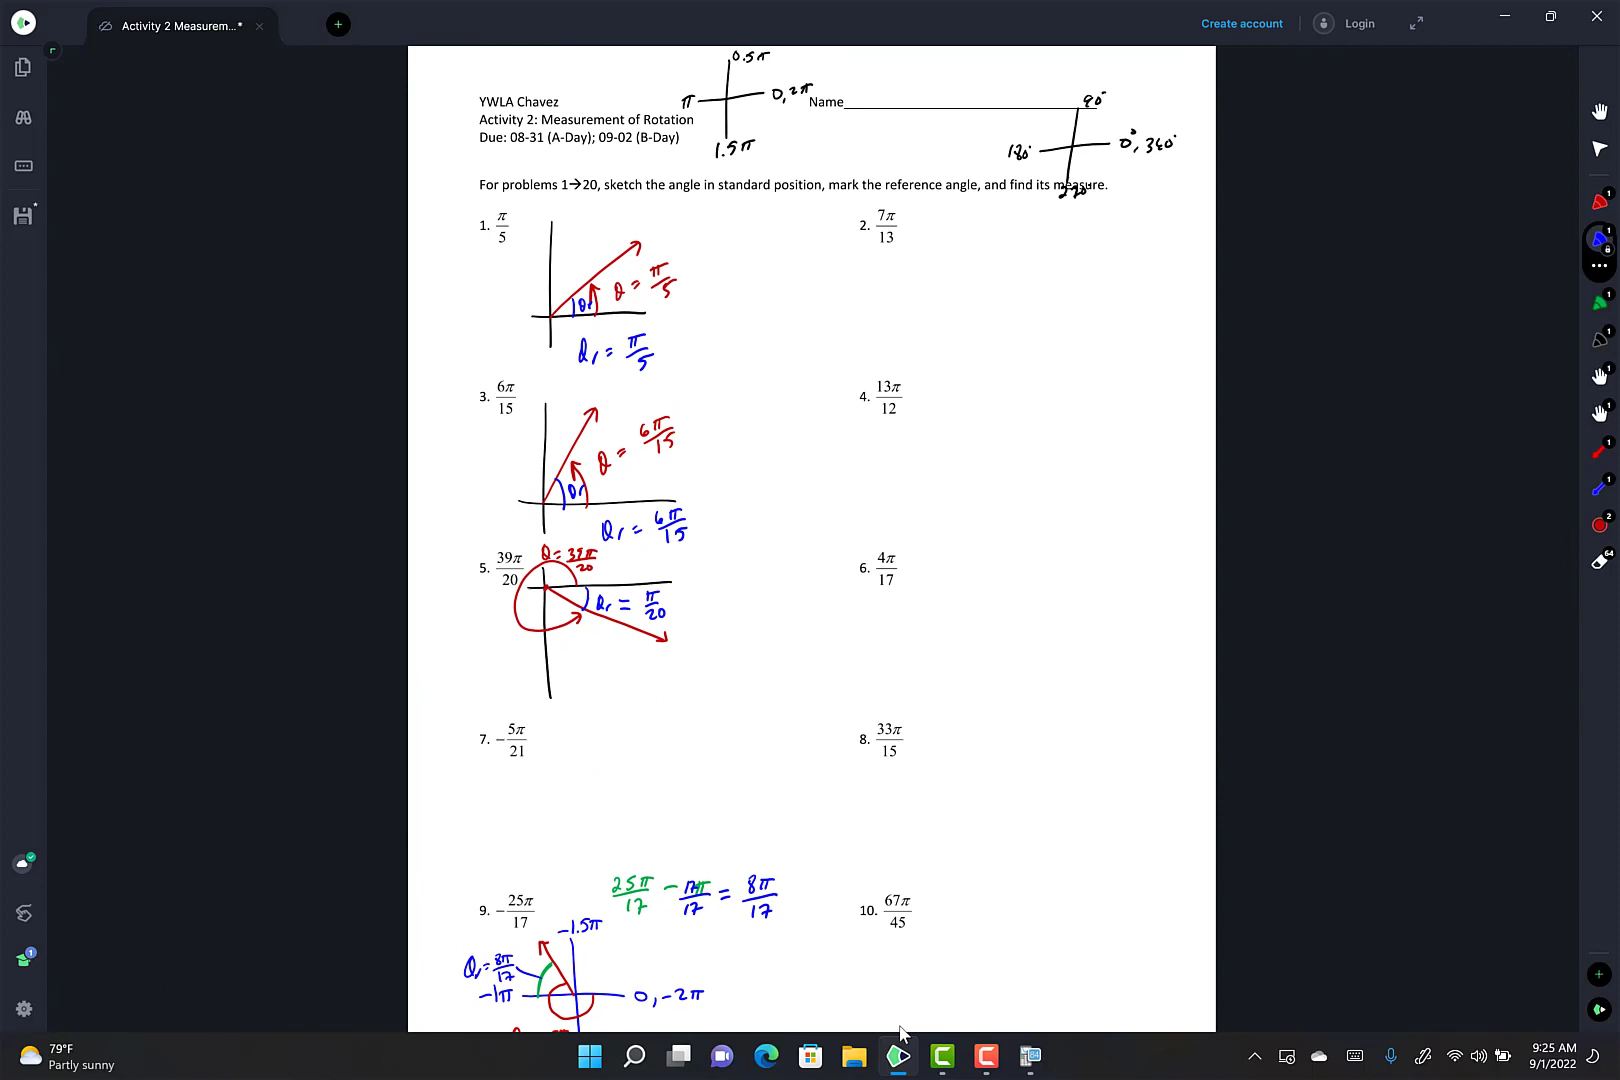 Activity 2 Measurem...*
Create account
Login
0.5π
π
0, 2π
1.5π
YWLA Chavez
Name
Activity 2: Measurement of Rotation
Due: 08-31 (A-Day); 09-02 (B-Day)
90°
180°
0°, 360°
270°
For problems 1→20, sketch the angle in standard position, mark the reference angle, and find its measure.
1. π/5
θr
θ = π/5
θr = π/5
2. 7π/13
3. 6π/15
θr
θ = 6π/15
θr = 6π/15
4. 13π/12
5. 39π/20
θ = 39π/20
θr = π/20
6. 4π/17
7. -5π/21
8. 33π/15
25π/17 - 17π/17 = 8π/17
9. -25π/17
-1.5π
θr = 8π/17
-1π
0, -2π
10. 67π/45
79°F
Partly sunny
9:25 AM
9/1/2022